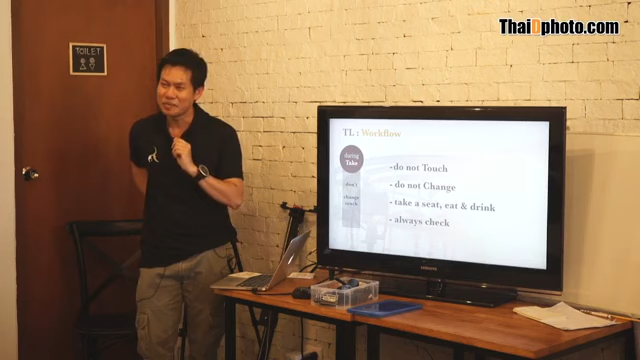 ThaiDphoto.com
TOILET
TL : Workflow
during
Take
- do not Touch
don't
- do not Change
change
touch
- take a seat, eat & drink
- always check
SAMSUNG